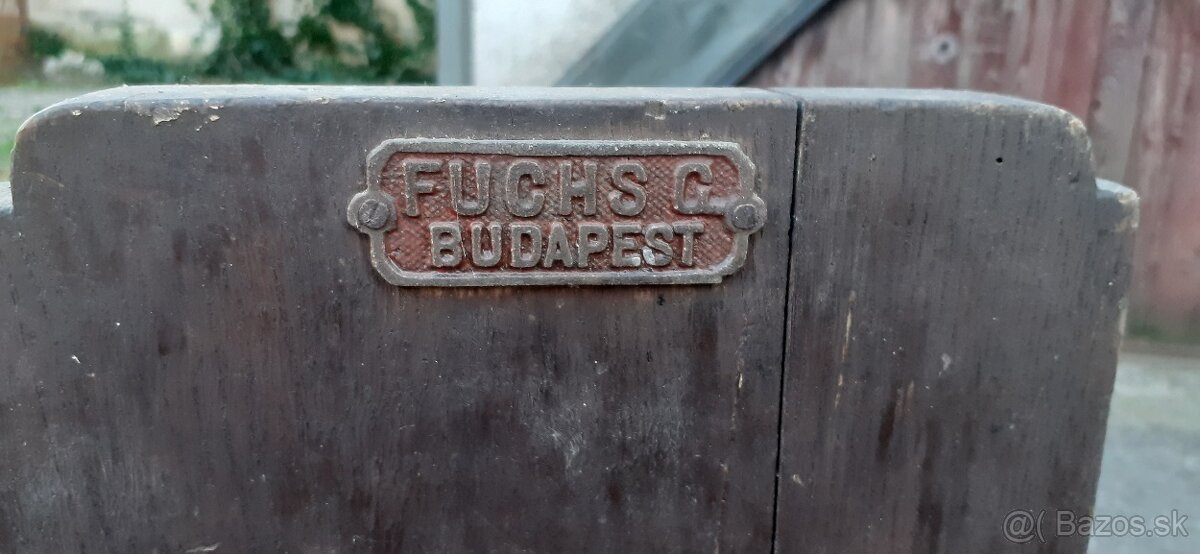 FUCHS G.
BUDAPEST
@( Bazos.sk